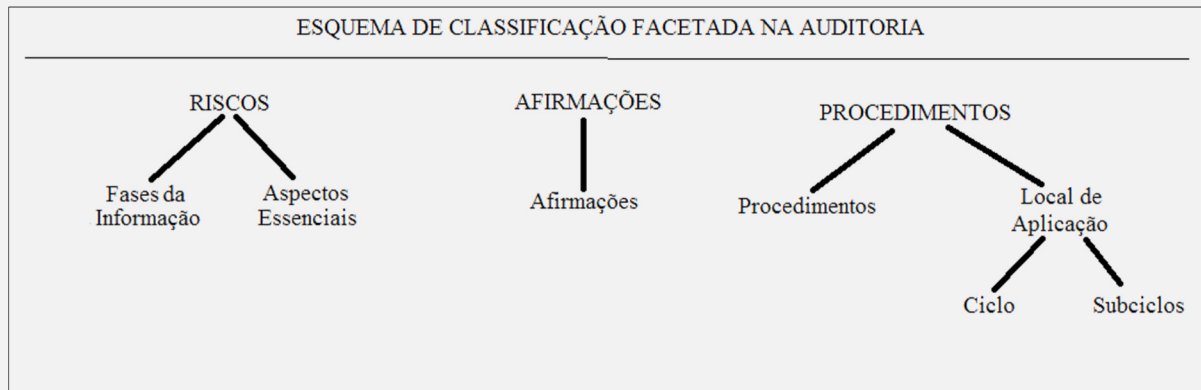 ESQUEMA DE CLASSIFICAÇÃO FACETADA NA AUDITORIA
RISCOS
AFIRMAÇÕES
PROCEDIMENTOS
Fases da
Informação
Aspectos
Essenciais
Afirmações
Procedimentos
Local de
Aplicação
Ciclo
Subciclos